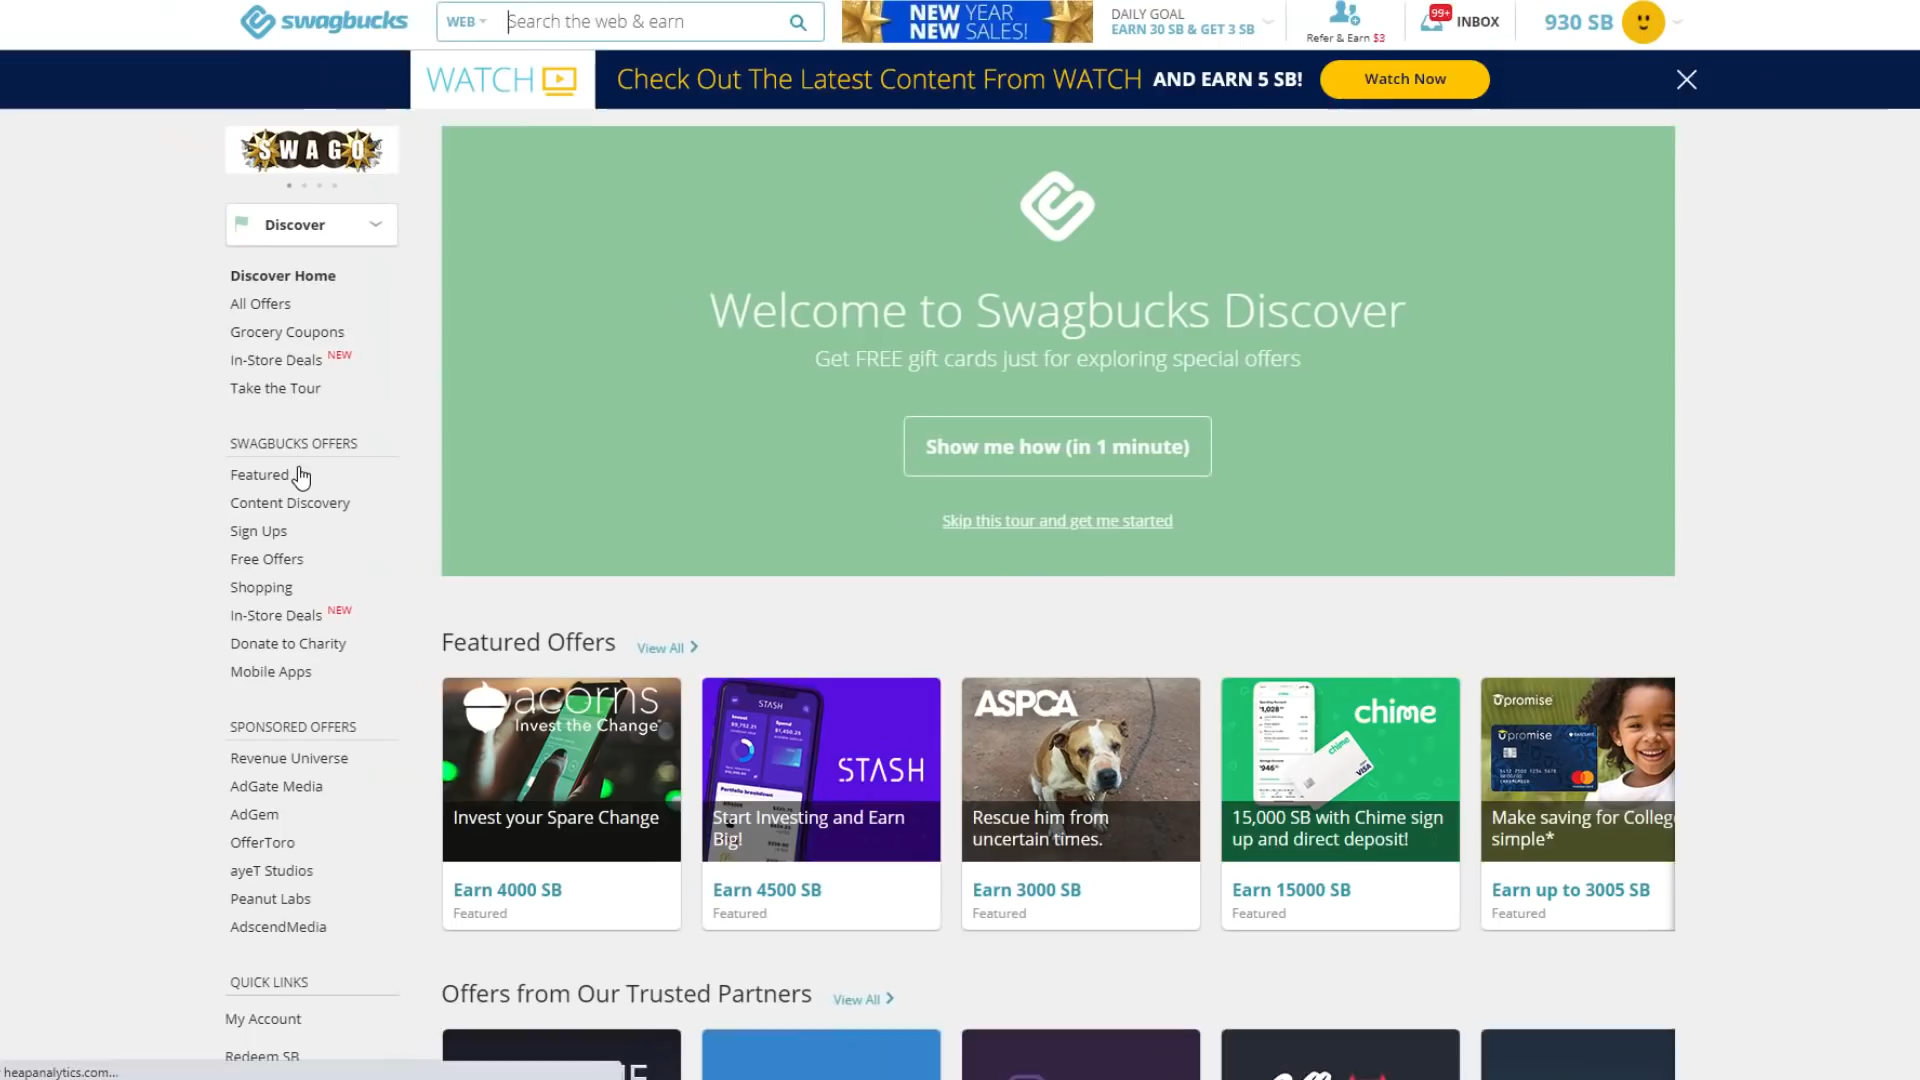 swagbucks
WEB
Search the web & earn
NEW YEAR
NEW SALES!
DAILY GOAL
EARN 30 SB & GET 3 SB
Refer & Earn $3
99+
INBOX
930 SB
WATCH
Check Out The Latest Content From WATCH AND EARN 5 SB!
Watch Now
SWAGO
Discover
Discover Home
All Offers
Grocery Coupons
In-Store Deals NEW
Take the Tour
SWAGBUCKS OFFERS
Featured
Content Discovery
Sign Ups
Free Offers
Shopping
In-Store Deals NEW
Donate to Charity
Mobile Apps
SPONSORED OFFERS
Revenue Universe
AdGate Media
AdGem
OfferToro
ayeT Studios
Peanut Labs
AdscendMedia
QUICK LINKS
My Account
Redeem SB
heapanalytics.com...
Welcome to Swagbucks Discover
Get FREE gift cards just for exploring special offers
Show me how (in 1 minute)
Skip this tour and get me started
Featured Offers
View All
acorns
Invest the Change
Invest your Spare Change
Earn 4000 SB
Featured
STASH
STASH
Start Investing and Earn
Big!
Earn 4500 SB
Featured
ASPCA
Rescue him from
uncertain times.
Earn 3000 SB
Featured
chime
chime
VISA
15,000 SB with Chime sign
up and direct deposit!
Earn 15000 SB
Featured
Upromise
Upromise
Make saving for Colleg
simple*
Earn up to 3005 SB
Featured
Offers from Our Trusted Partners
View All